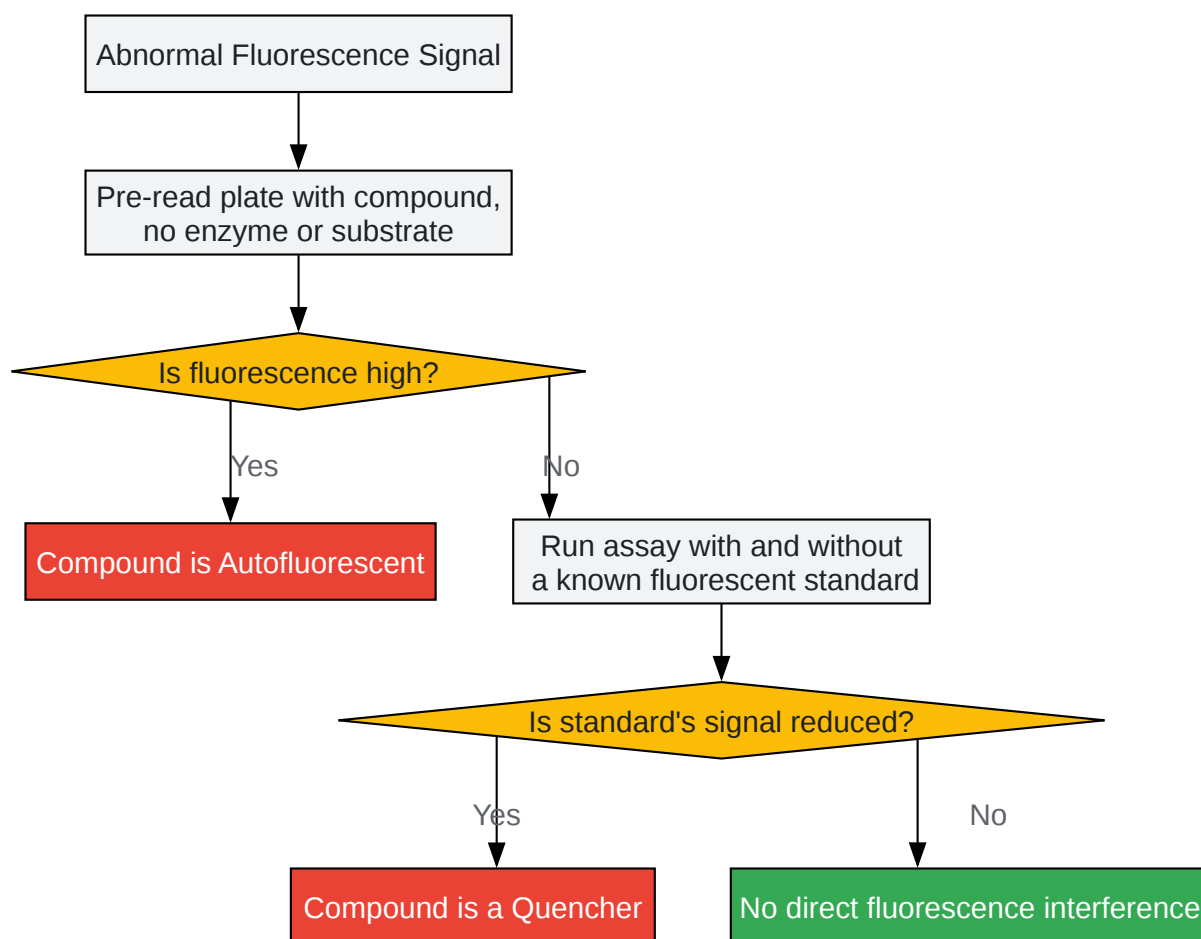 Abnormal Fluorescence Signal
Pre-read plate with compound,
no enzyme or substrate
Is fluorescence high?
Yes
No
Compound is Autofluorescent
Run assay with and without
a known fluorescent standard
Is standard's signal reduced?
Yes
No
Compound is a Quencher
No direct fluorescence interference